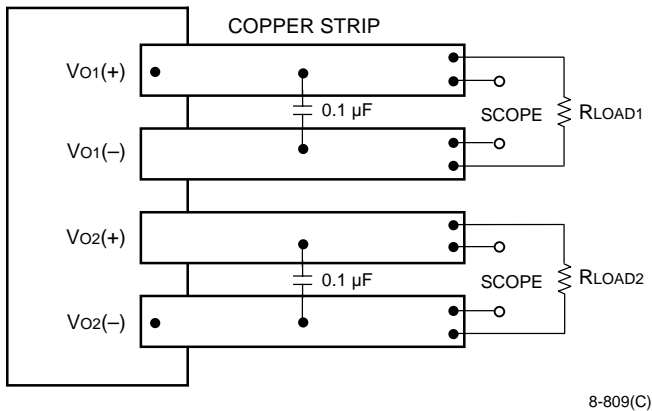 COPPER STRIP
VO1(+)
0.1 µF
SCOPE
RLOAD1
VO1(–)
VO2(+)
0.1 µF
SCOPE
RLOAD2
VO2(–)
8-809(C)